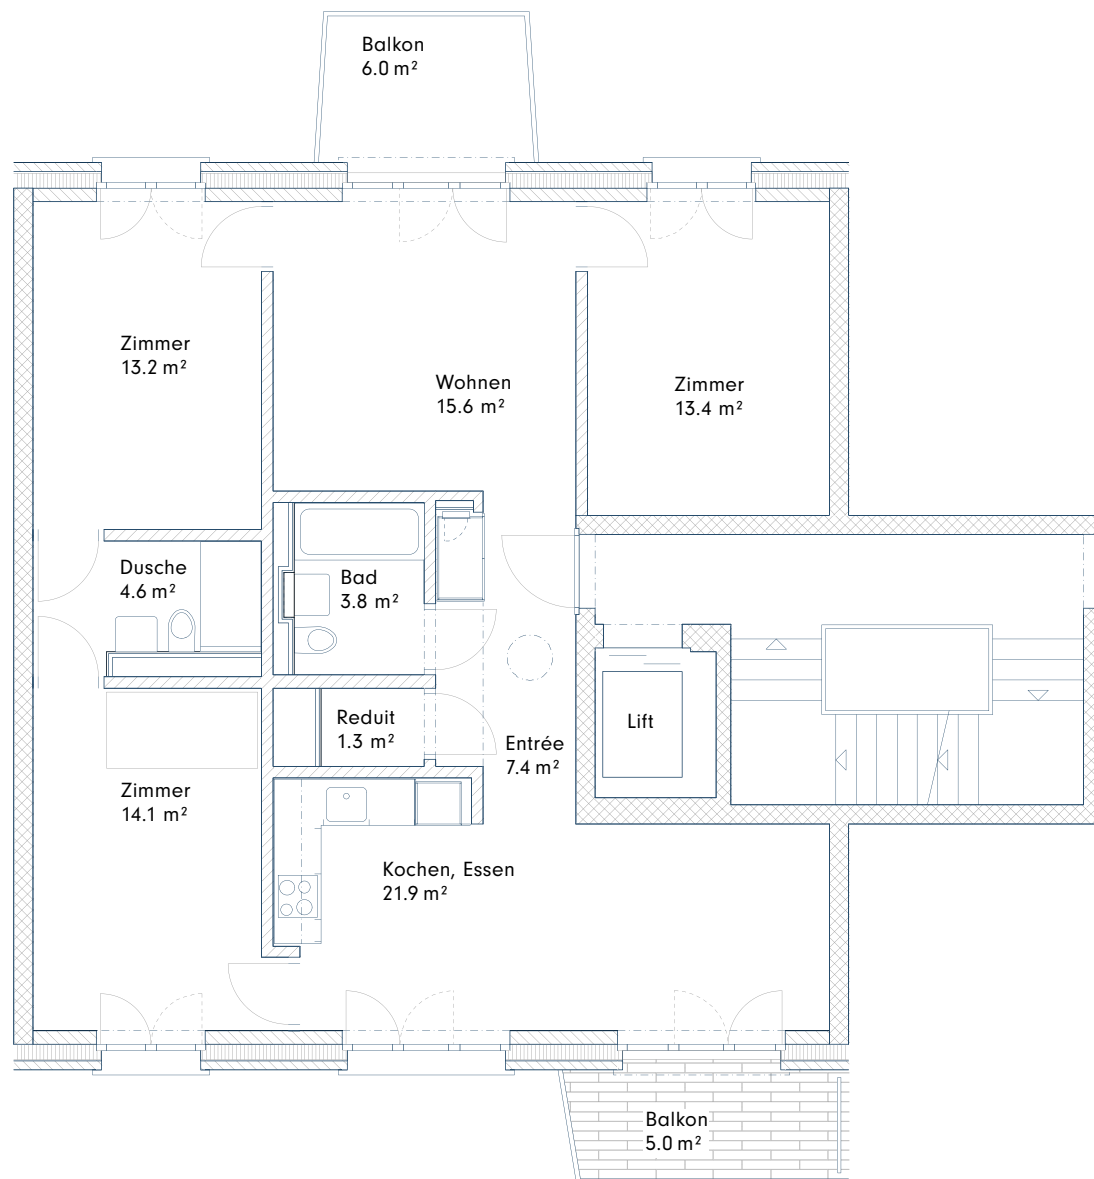 Balkon
6.0 m²
Zimmer
13.2 m²
Wohnen
15.6 m²
Zimmer
13.4 m²
Dusche
4.6 m²
Bad
3.8 m²
Reduit
1.3 m²
Entrée
7.4 m²
Lift
Zimmer
14.1 m²
Kochen, Essen
21.9 m²
Balkon
5.0 m²